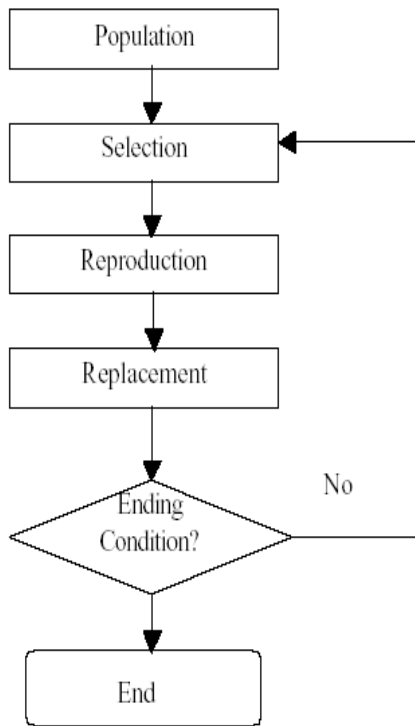 Population
Selection
Reproduction
Replacement
Ending
Condition?
No
End